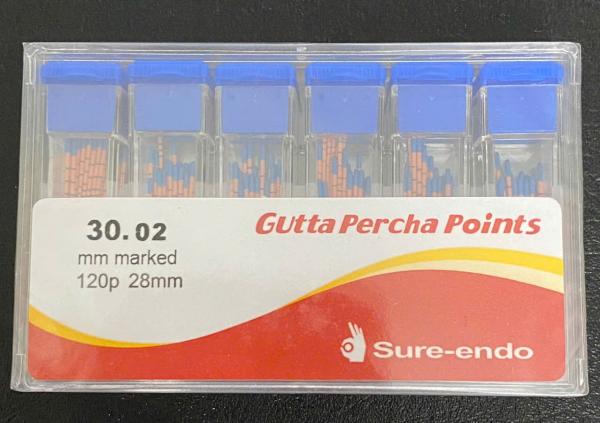 30.02
Gutta Percha Points
mm marked
120p 28mm
Sure-endo